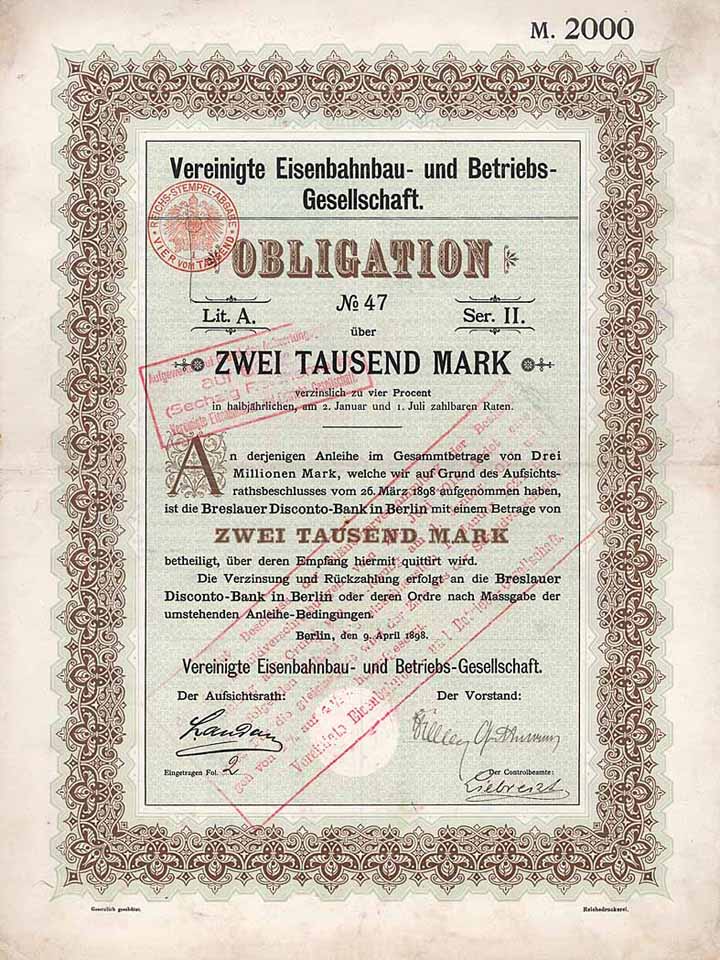 M. 2000
Vereinigte Eisenbahnbau- und Betriebs-
Gesellschaft.
REICHS-STEMPEL-ABGABE
VIER VOM TAUSEND
OBLIGATION
№ 47
Lit. A.
Ser. II.
über
ZWEI TAUSEND MARK
verzinslich zu vier Procent
in halbjährlichen, am 2. Januar und 1. Juli zahlbaren Raten.
An derjenigen Anleihe im Gesammtbetrage von Drei
Millionen Mark, welche wir auf Grund des Aufsichts-
rathsbeschlusses vom 26. März 1898 aufgenommen haben,
ist die Breslauer Disconto-Bank in Berlin mit einem Betrage von
ZWEI TAUSEND MARK
betheiligt, über deren Empfang hiermit quittirt wird.
Die Verzinsung und Rückzahlung erfolgt an die Breslauer
Disconto-Bank in Berlin oder deren Ordre nach Massgabe der
umstehenden Anleihe-Bedingungen.
Berlin, den 9. April 1898.
Vereinigte Eisenbahnbau- und Betriebs-Gesellschaft.
Der Aufsichtsrath:
Der Vorstand:
Landau
Eingetragen Fol. 2
Der Controlbeamte:
Liebrecht
Gesetzlich geschützt.
Reichsdruckerei.